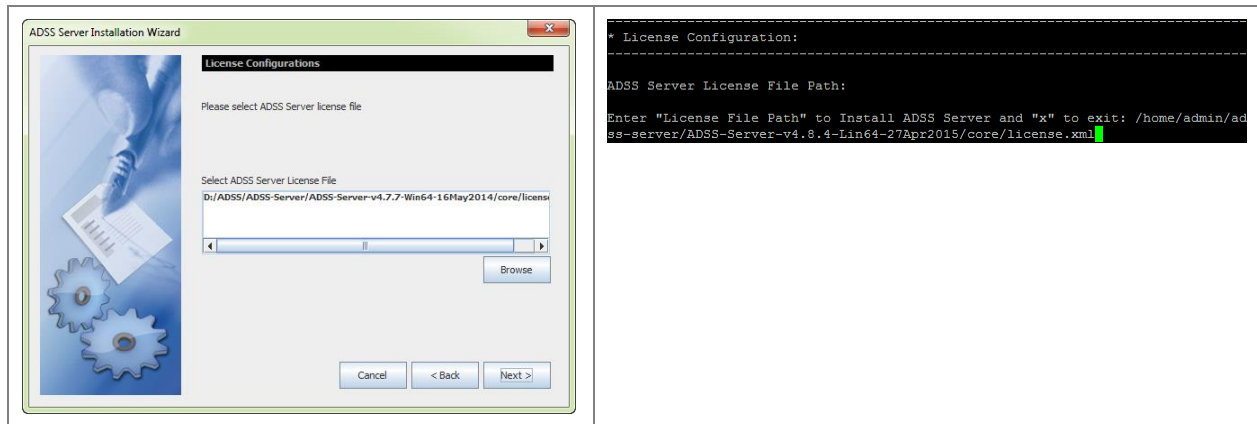 ADSS Server Installation Wizard
License Configurations
Please select ADSS Server license file
Select ADSS Server License File
D:/ADSS/ADSS-Server/ADSS-Server-v4.7.7-Win64-16May2014/core/licens
Browse
Cancel
< Back
Next >
* License Configuration:
ADSS Server License File Path:
Enter "License File Path" to Install ADSS Server and "x" to exit: /home/admin/ad
ss-server/ADSS-Server-v4.8.4-Lin64-27Apr2015/core/license.xml